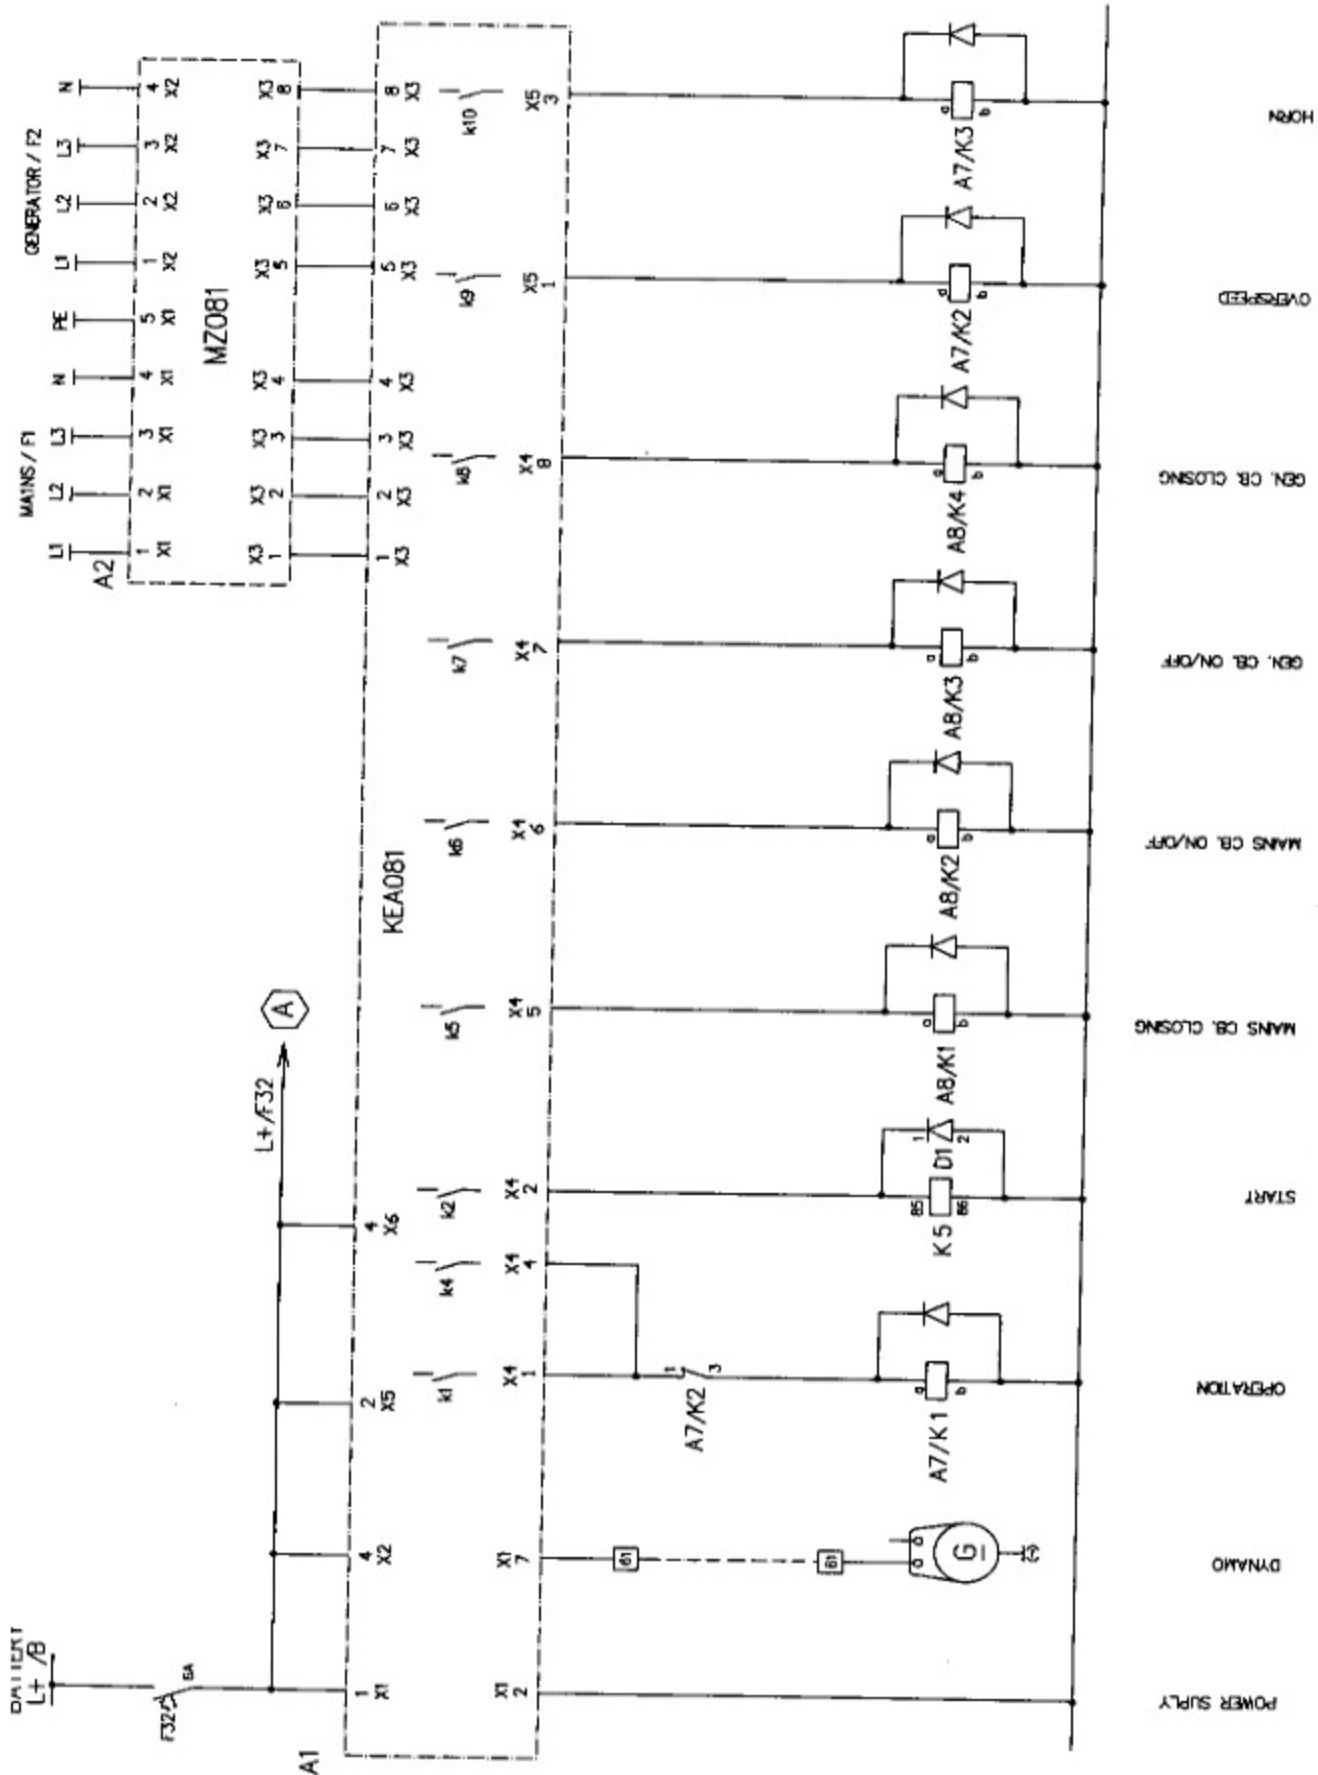 BATTERY
L+ /B
F32
6A
L+/F32
A
MAINS / F1
L1 L2 L3 N PE
GENERATOR / F2
L1 L2 L3 N
A2
1 2 3 4 5 1 2 3 4
X1 X1 X1 X1 X1 X2 X2 X2 X2
MZ081
X3 X3 X3 X3 X3 X3 X3 X3
1 2 3 4 5 6 7 8
A1
1 4 2 4 1 2 3 4 5 6 7 8
X1 X2 X5 X6 X3 X3 X3 X3 X3 X3 X3 X3
KEA081
k1 k4 k2 k5 k6 k7 k8 k9 k10
X1 X1 X4 X4 X4 X4 X4 X4 X4 X5 X5
2 7 1 4 2 5 6 7 8 1 3
61
1
A7/K2
3
61
G
A7/K1 a b
K5 85 86 D1 1 2
A8/K1 a b
A8/K2 a b
A8/K3 a b
A8/K4 a b
A7/K2 a b
A7/K3 a b
POWER SUPLY
DYNAMO
OPERATION
START
MAINS CB. CLOSING
MAINS CB. ON/OFF
GEN. CB. ON/OFF
GEN. CB. CLOSING
OVERSPEED
HORN